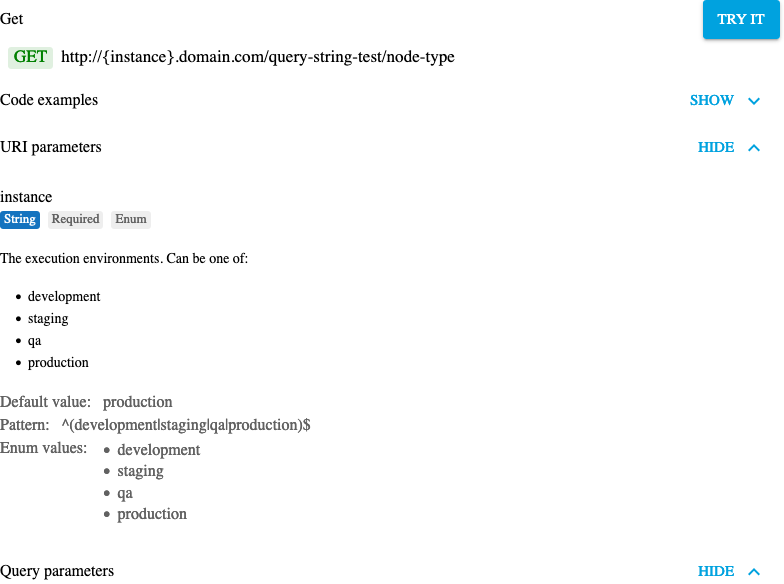 Get
TRY IT
GET http://{instance}.domain.com/query-string-test/node-type
Code examples
SHOW
URI parameters
HIDE
instance
String Required Enum
The execution environments. Can be one of:
• development
• staging
• qa
• production
Default value: production
Pattern: ^(development|staging|qa|production)$
Enum values:
• development
• staging
• qa
• production
Query parameters
HIDE